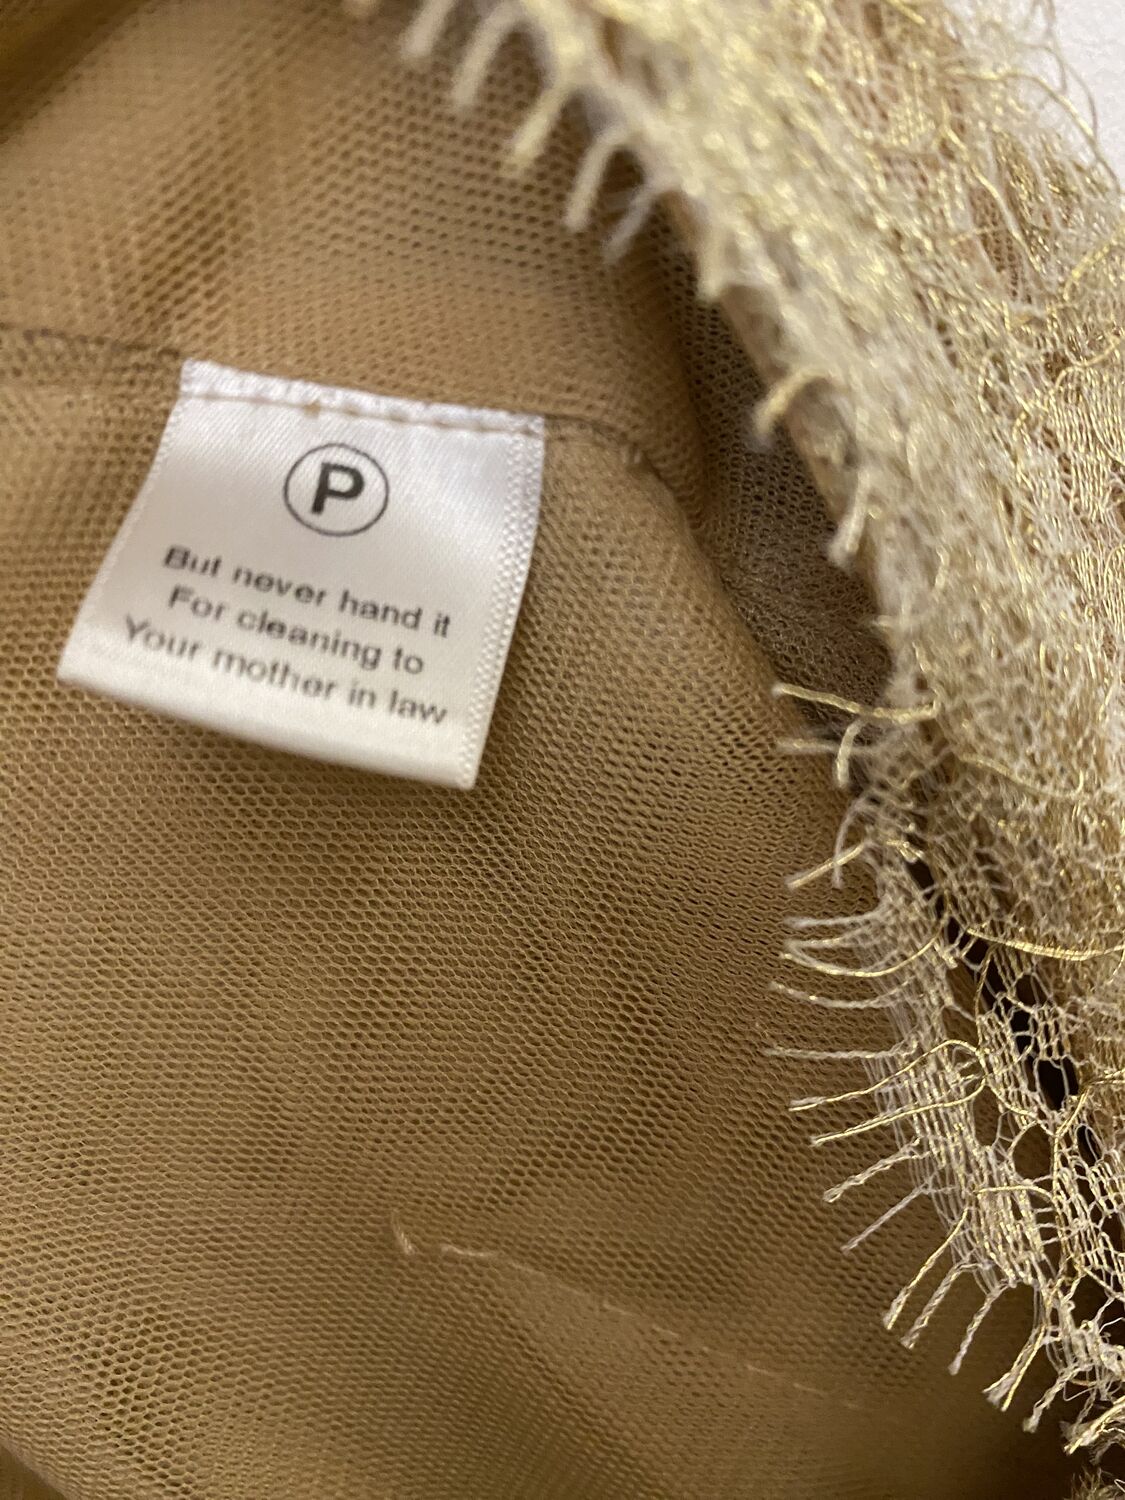 P
But never hand it
For cleaning to
Your mother in law